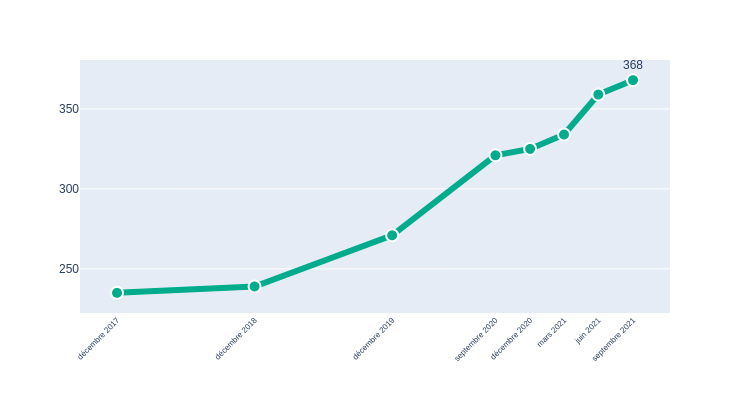 368
350
300
250
décembre 2017
décembre 2018
décembre 2019
septembre 2020
décembre 2020
mars 2021
juin 2021
septembre 2021